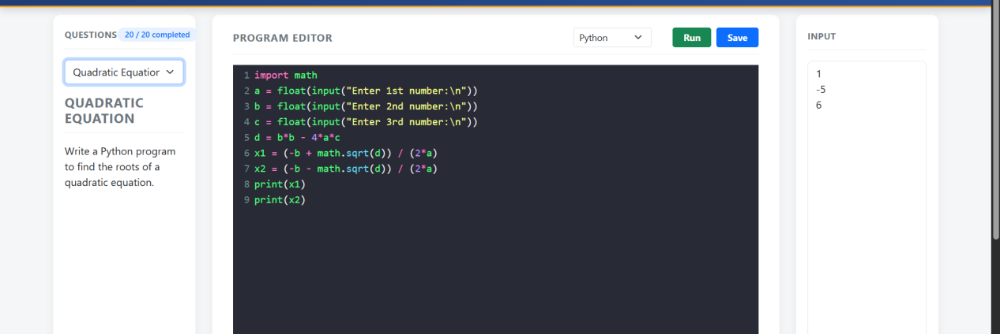 QUESTIONS 20 / 20 completed
Quadratic Equation
QUADRATIC
EQUATION
Write a Python program
to find the roots of a
quadratic equation.
PROGRAM EDITOR
Python
Run
Save
1 import math
2 a = float(input("Enter 1st number:\n"))
3 b = float(input("Enter 2nd number:\n"))
4 c = float(input("Enter 3rd number:\n"))
5 d = b*b - 4*a*c
6 x1 = (-b + math.sqrt(d)) / (2*a)
7 x2 = (-b - math.sqrt(d)) / (2*a)
8 print(x1)
9 print(x2)
INPUT
1
-5
6